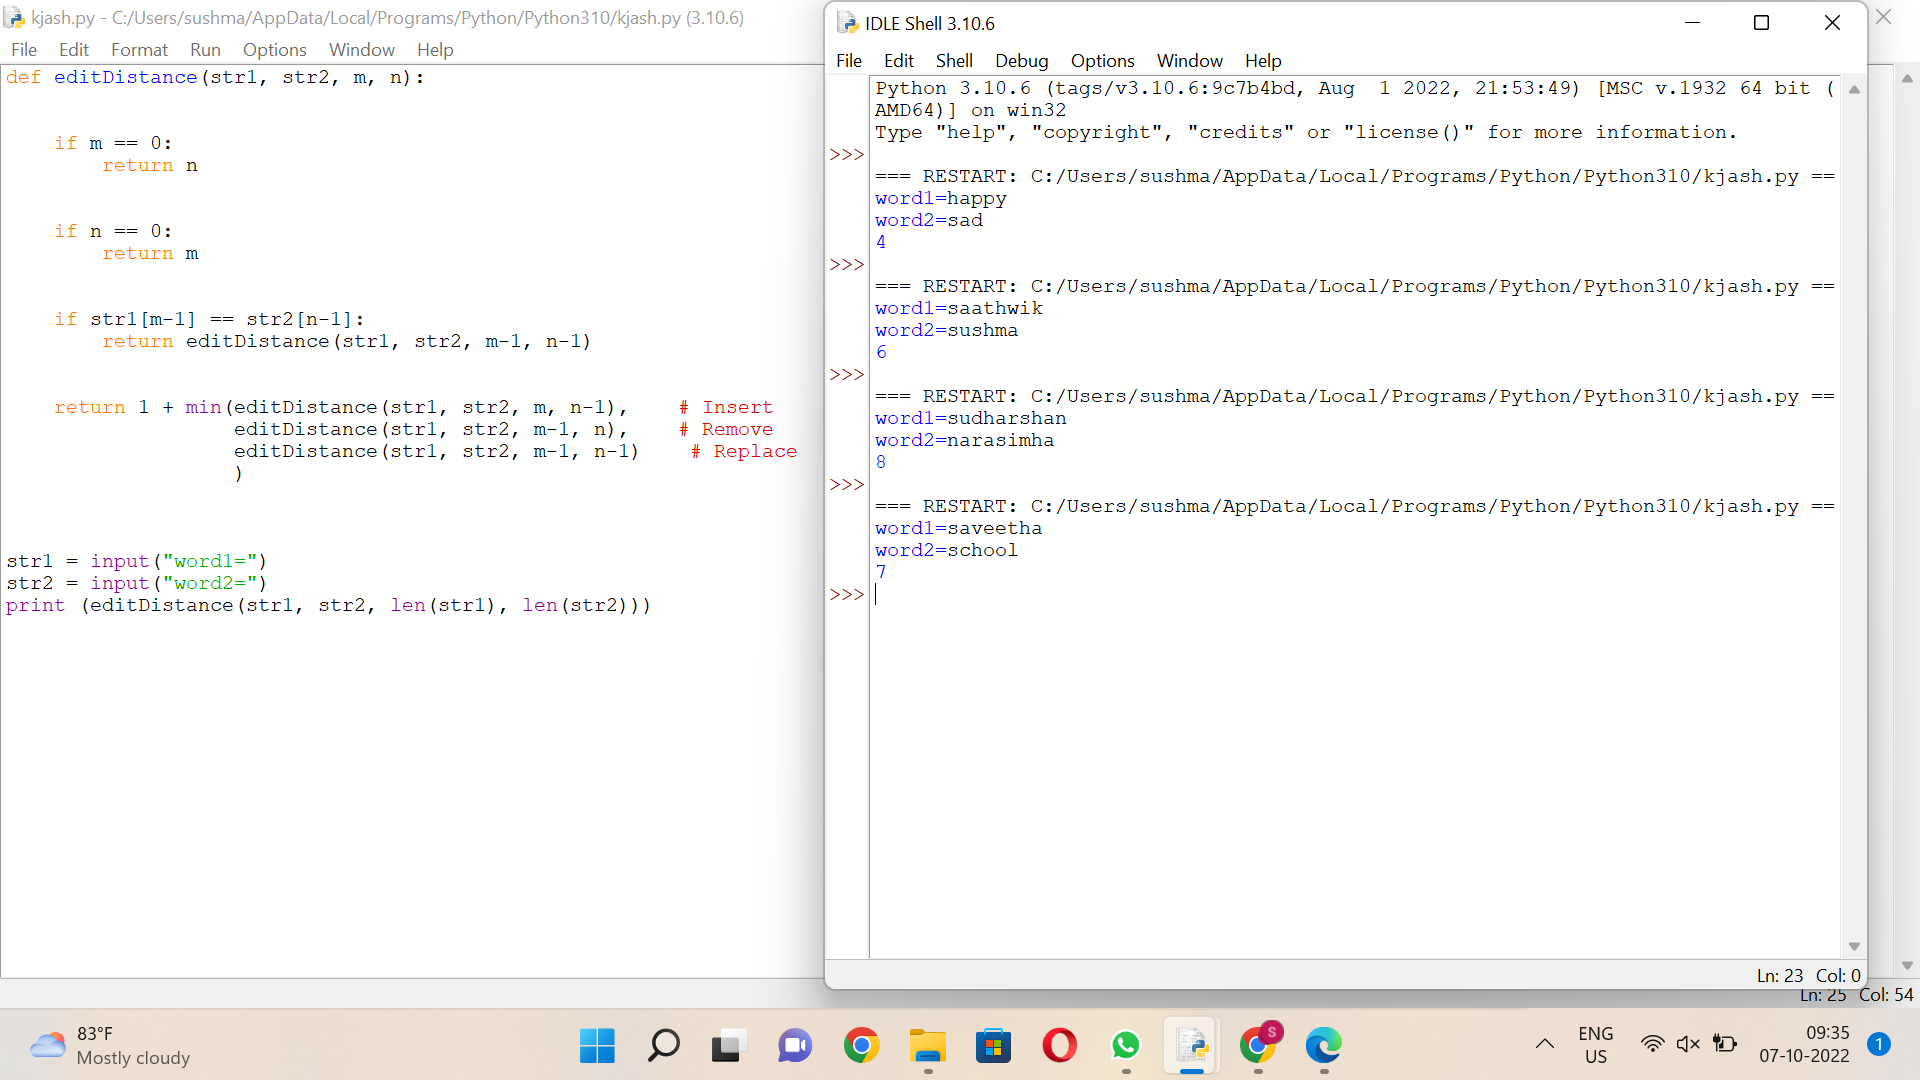 kjash.py - C:/Users/sushma/AppData/Local/Programs/Python/Python310/kjash.py (3.10.6)
File Edit Format Run Options Window Help
def editDistance(str1, str2, m, n):
    if m == 0:
        return n
    if n == 0:
        return m
    if str1[m-1] == str2[n-1]:
        return editDistance(str1, str2, m-1, n-1)
    return 1 + min(editDistance(str1, str2, m, n-1),    # Insert
                   editDistance(str1, str2, m-1, n),    # Remove
                   editDistance(str1, str2, m-1, n-1)    # Replace
                   )
str1 = input("word1=")
str2 = input("word2=")
print (editDistance(str1, str2, len(str1), len(str2)))
IDLE Shell 3.10.6
File Edit Shell Debug Options Window Help
Python 3.10.6 (tags/v3.10.6:9c7b4bd, Aug  1 2022, 21:53:49) [MSC v.1932 64 bit (
AMD64)] on win32
Type "help", "copyright", "credits" or "license()" for more information.
>>>
=== RESTART: C:/Users/sushma/AppData/Local/Programs/Python/Python310/kjash.py ==
word1=happy
word2=sad
4
>>>
=== RESTART: C:/Users/sushma/AppData/Local/Programs/Python/Python310/kjash.py ==
word1=saathwik
word2=sushma
6
>>>
=== RESTART: C:/Users/sushma/AppData/Local/Programs/Python/Python310/kjash.py ==
word1=sudharshan
word2=narasimha
8
>>>
=== RESTART: C:/Users/sushma/AppData/Local/Programs/Python/Python310/kjash.py ==
word1=saveetha
word2=school
7
>>>
Ln: 23 Col: 0
Ln: 25 Col: 54
83°F
Mostly cloudy
S
ENG
US
09:35
07-10-2022
1